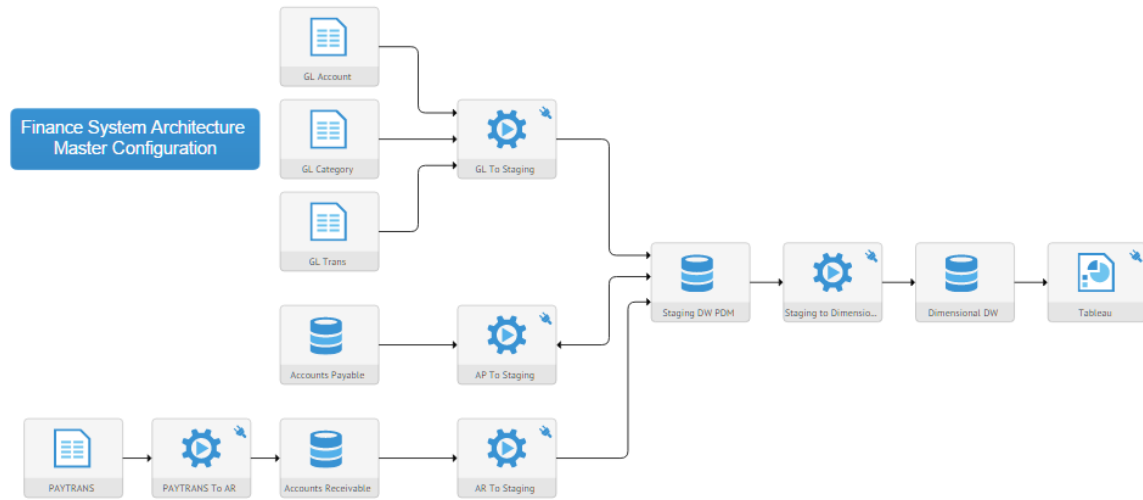 GL Account
Finance System Architecture
Master Configuration
GL Category
GL To Staging
GL Trans
Staging DW PDM
Staging to Dimensio...
Dimensional DW
Tableau
Accounts Payable
AP To Staging
PAYTRANS
PAYTRANS To AR
Accounts Receivable
AR To Staging